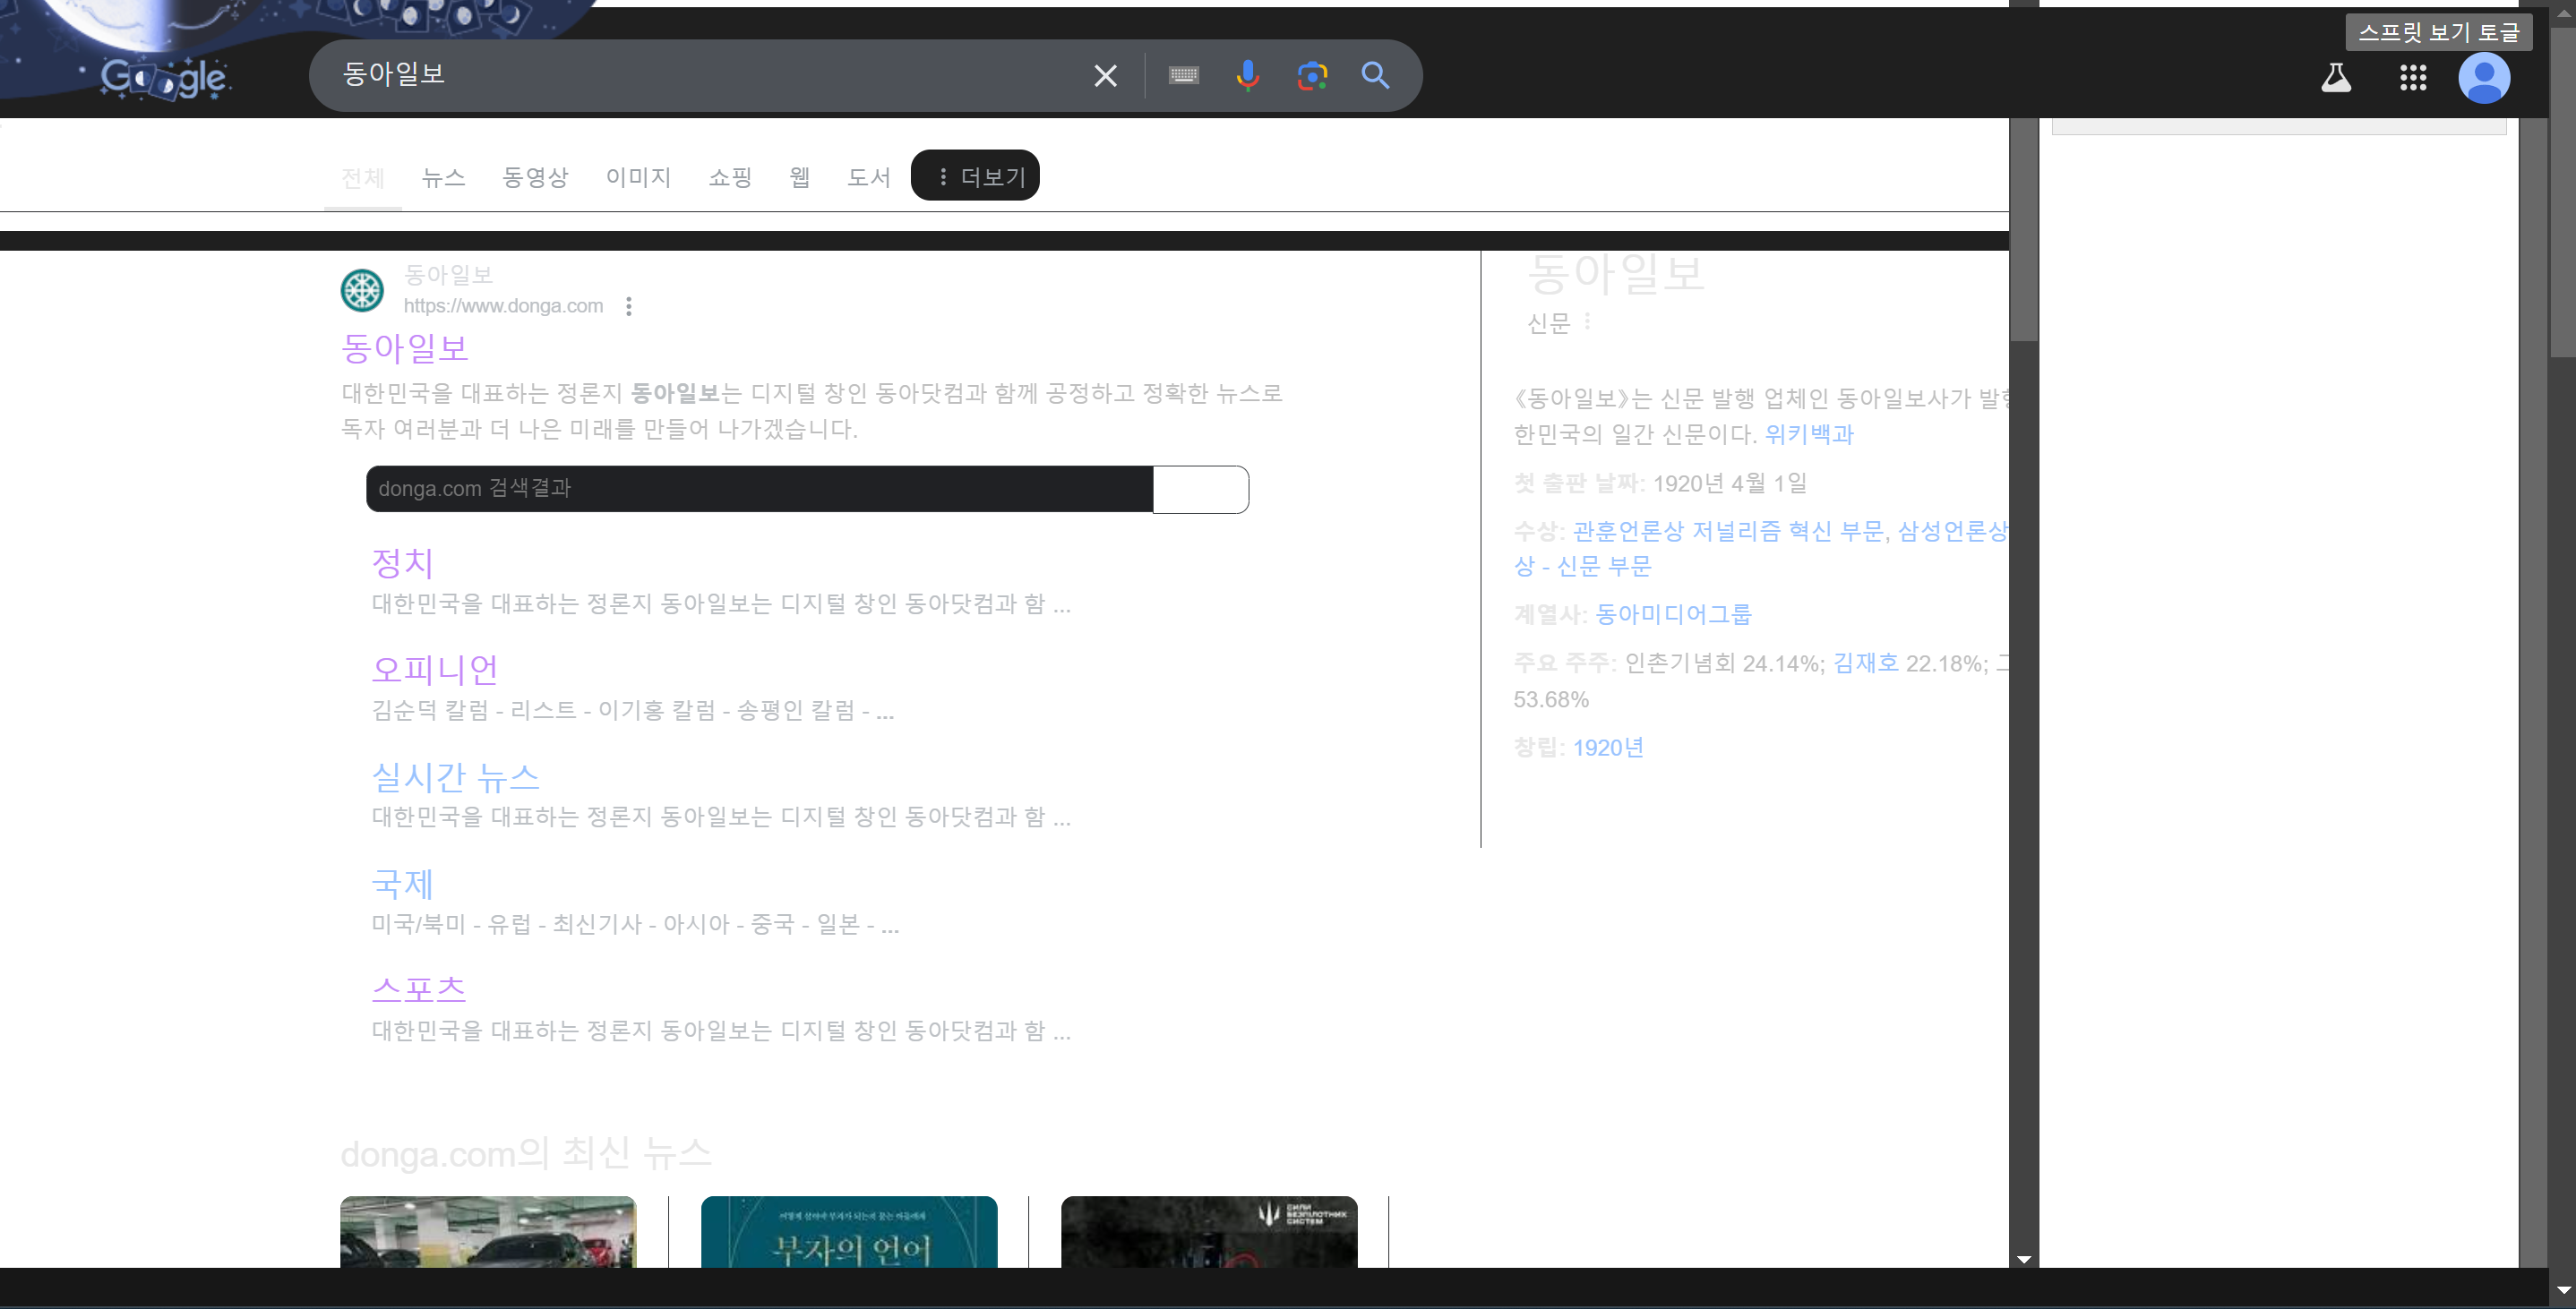 스프릿 보기 토글
Google
동아일보
전체 뉴스 동영상 이미지 쇼핑 웹 도서 더보기
동아일보
https://www.donga.com
동아일보
대한민국을 대표하는 정론지 동아일보는 디지털 창인 동아닷컴과 함께 공정하고 정확한 뉴스로
독자 여러분과 더 나은 미래를 만들어 나가겠습니다.
donga.com 검색결과
정치
대한민국을 대표하는 정론지 동아일보는 디지털 창인 동아닷컴과 함 ...
오피니언
김순덕 칼럼 - 리스트 - 이기홍 칼럼 - 송평인 칼럼 - ...
실시간 뉴스
대한민국을 대표하는 정론지 동아일보는 디지털 창인 동아닷컴과 함 ...
국제
미국/북미 - 유럽 - 최신기사 - 아시아 - 중국 - 일본 - ...
스포츠
대한민국을 대표하는 정론지 동아일보는 디지털 창인 동아닷컴과 함 ...
동아일보
신문
《동아일보》는 신문 발행 업체인 동아일보사가
한민국의 일간 신문이다. 위키백과
첫 출판 날짜: 1920년 4월 1일
수상: 관훈언론상 저널리즘 혁신 부문, 삼성언론상
상 - 신문 부문
계열사: 동아미디어그룹
주요 주주: 인촌기념회 24.14%; 김재호 22.18%;
53.68%
창립: 1920년
donga.com의 최신 뉴스
부자의 언어